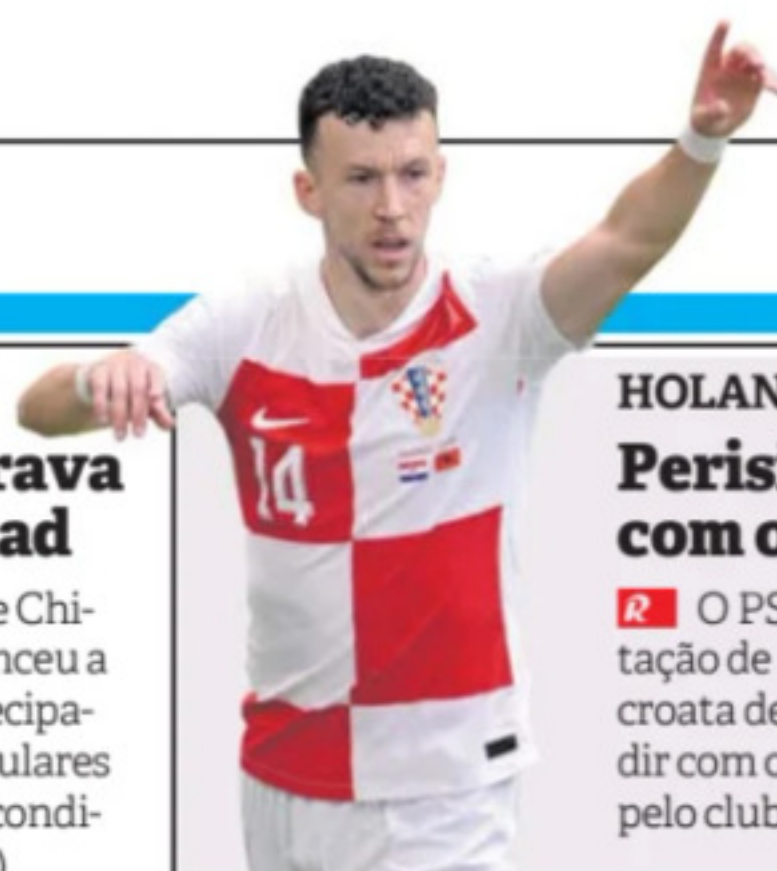 rava
ad
e Chi-
nceu a
ecipa-
ulares
condi-
)
14
HOLAN
Peris
com o
R O PS
tação de
croata de
dir com o
pelo club